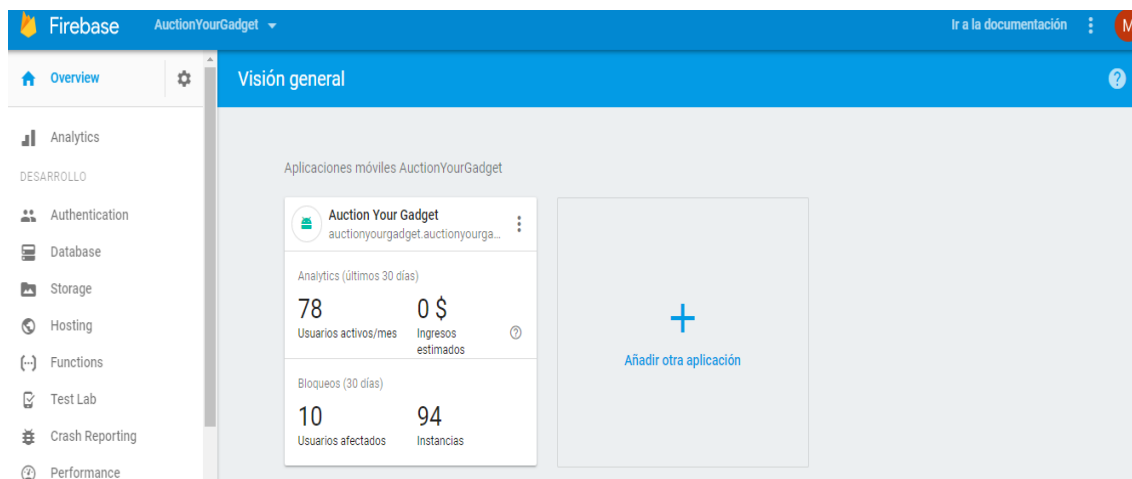 Firebase
AuctionYourGadget
Ir a la documentación
M
Overview
Visión general
Analytics
DESARROLLO
Authentication
Database
Storage
Hosting
Functions
Test Lab
Crash Reporting
Performance
Aplicaciones móviles AuctionYourGadget
Auction Your Gadget
auctionyourgadget.auctionyourga...
Analytics (últimos 30 días)
78
0 $
Usuarios activos/mes
Ingresos
estimados
Bloqueos (30 días)
10
94
Usuarios afectados
Instancias
+
Añadir otra aplicación